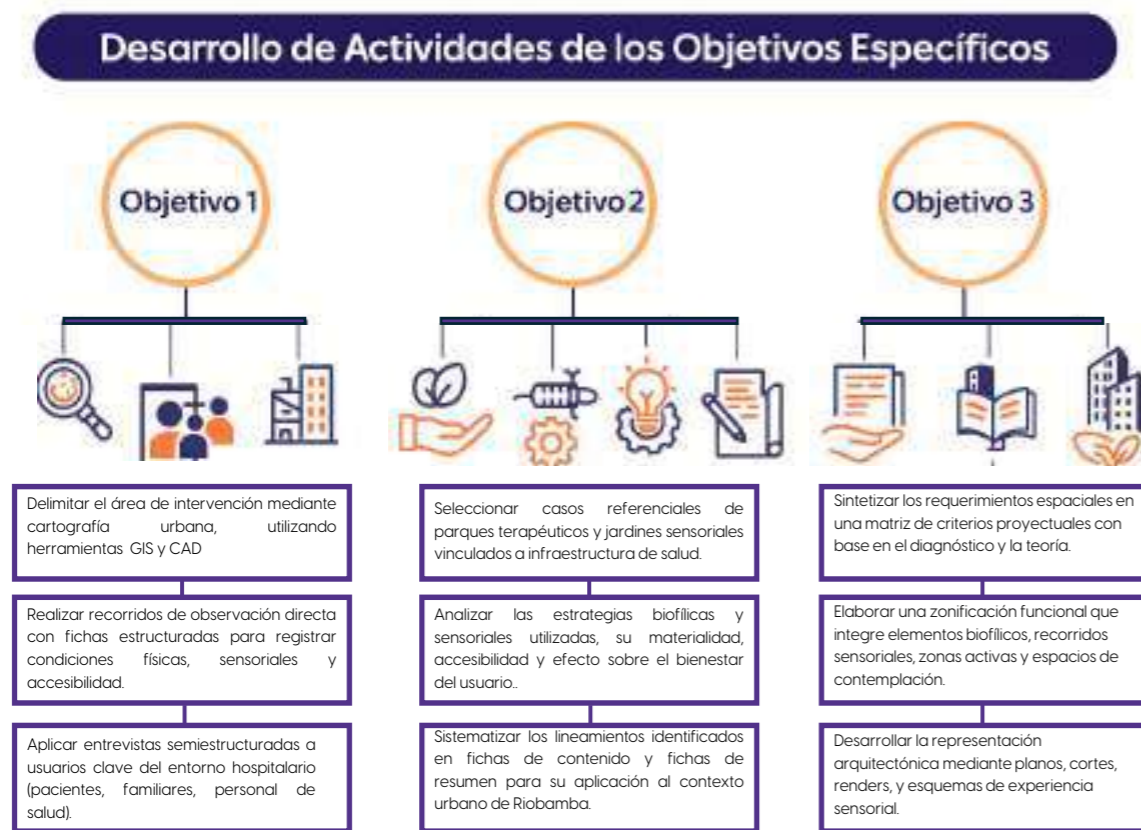 Desarrollo de Actividades de los Objetivos Específicos
Objetivo 1
Objetivo 2
Objetivo 3
Delimitar el área de intervención mediante
cartografía urbana, utilizando
herramientas GIS y CAD
Realizar recorridos de observación directa
con fichas estructuradas para registrar
condiciones físicas, sensoriales y
accesibilidad.
Aplicar entrevistas semiestructuradas a
usuarios clave del entorno hospitalario
(pacientes, familiares, personal de
salud).
Seleccionar casos referenciales de
parques terapéuticos y jardines sensoriales
vinculados a infraestructura de salud.
Analizar las estrategias biofílicas y
sensoriales utilizadas, su materialidad,
accesibilidad y efecto sobre el bienestar
del usuario..
Sistematizar los lineamientos identificados
en fichas de contenido y fichas de
resumen para su aplicación al contexto
urbano de Riobamba.
Sintetizar los requerimientos espaciales en
una matriz de criterios proyectuales con
base en el diagnóstico y la teoría.
Elaborar una zonificación funcional que
integre elementos biofílicos, recorridos
sensoriales, zonas activas y espacios de
contemplación.
Desarrollar la representación
arquitectónica mediante planos, cortes,
renders, y esquemas de experiencia
sensorial.